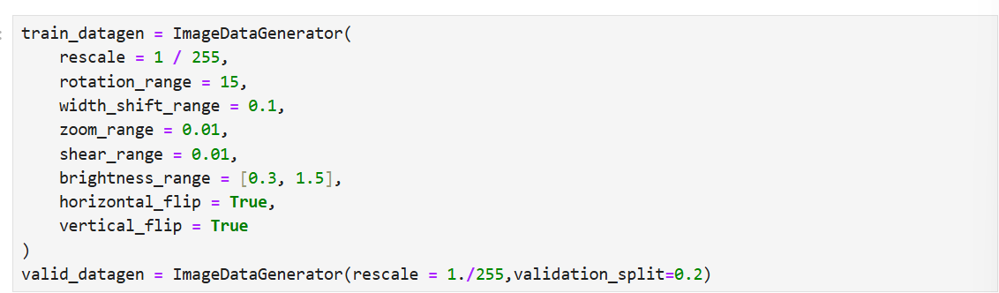 train_datagen = ImageDataGenerator(
    rescale = 1 / 255,
    rotation_range = 15,
    width_shift_range = 0.1,
    zoom_range = 0.01,
    shear_range = 0.01,
    brightness_range = [0.3, 1.5],
    horizontal_flip = True,
    vertical_flip = True
)
valid_datagen = ImageDataGenerator(rescale = 1./255,validation_split=0.2)